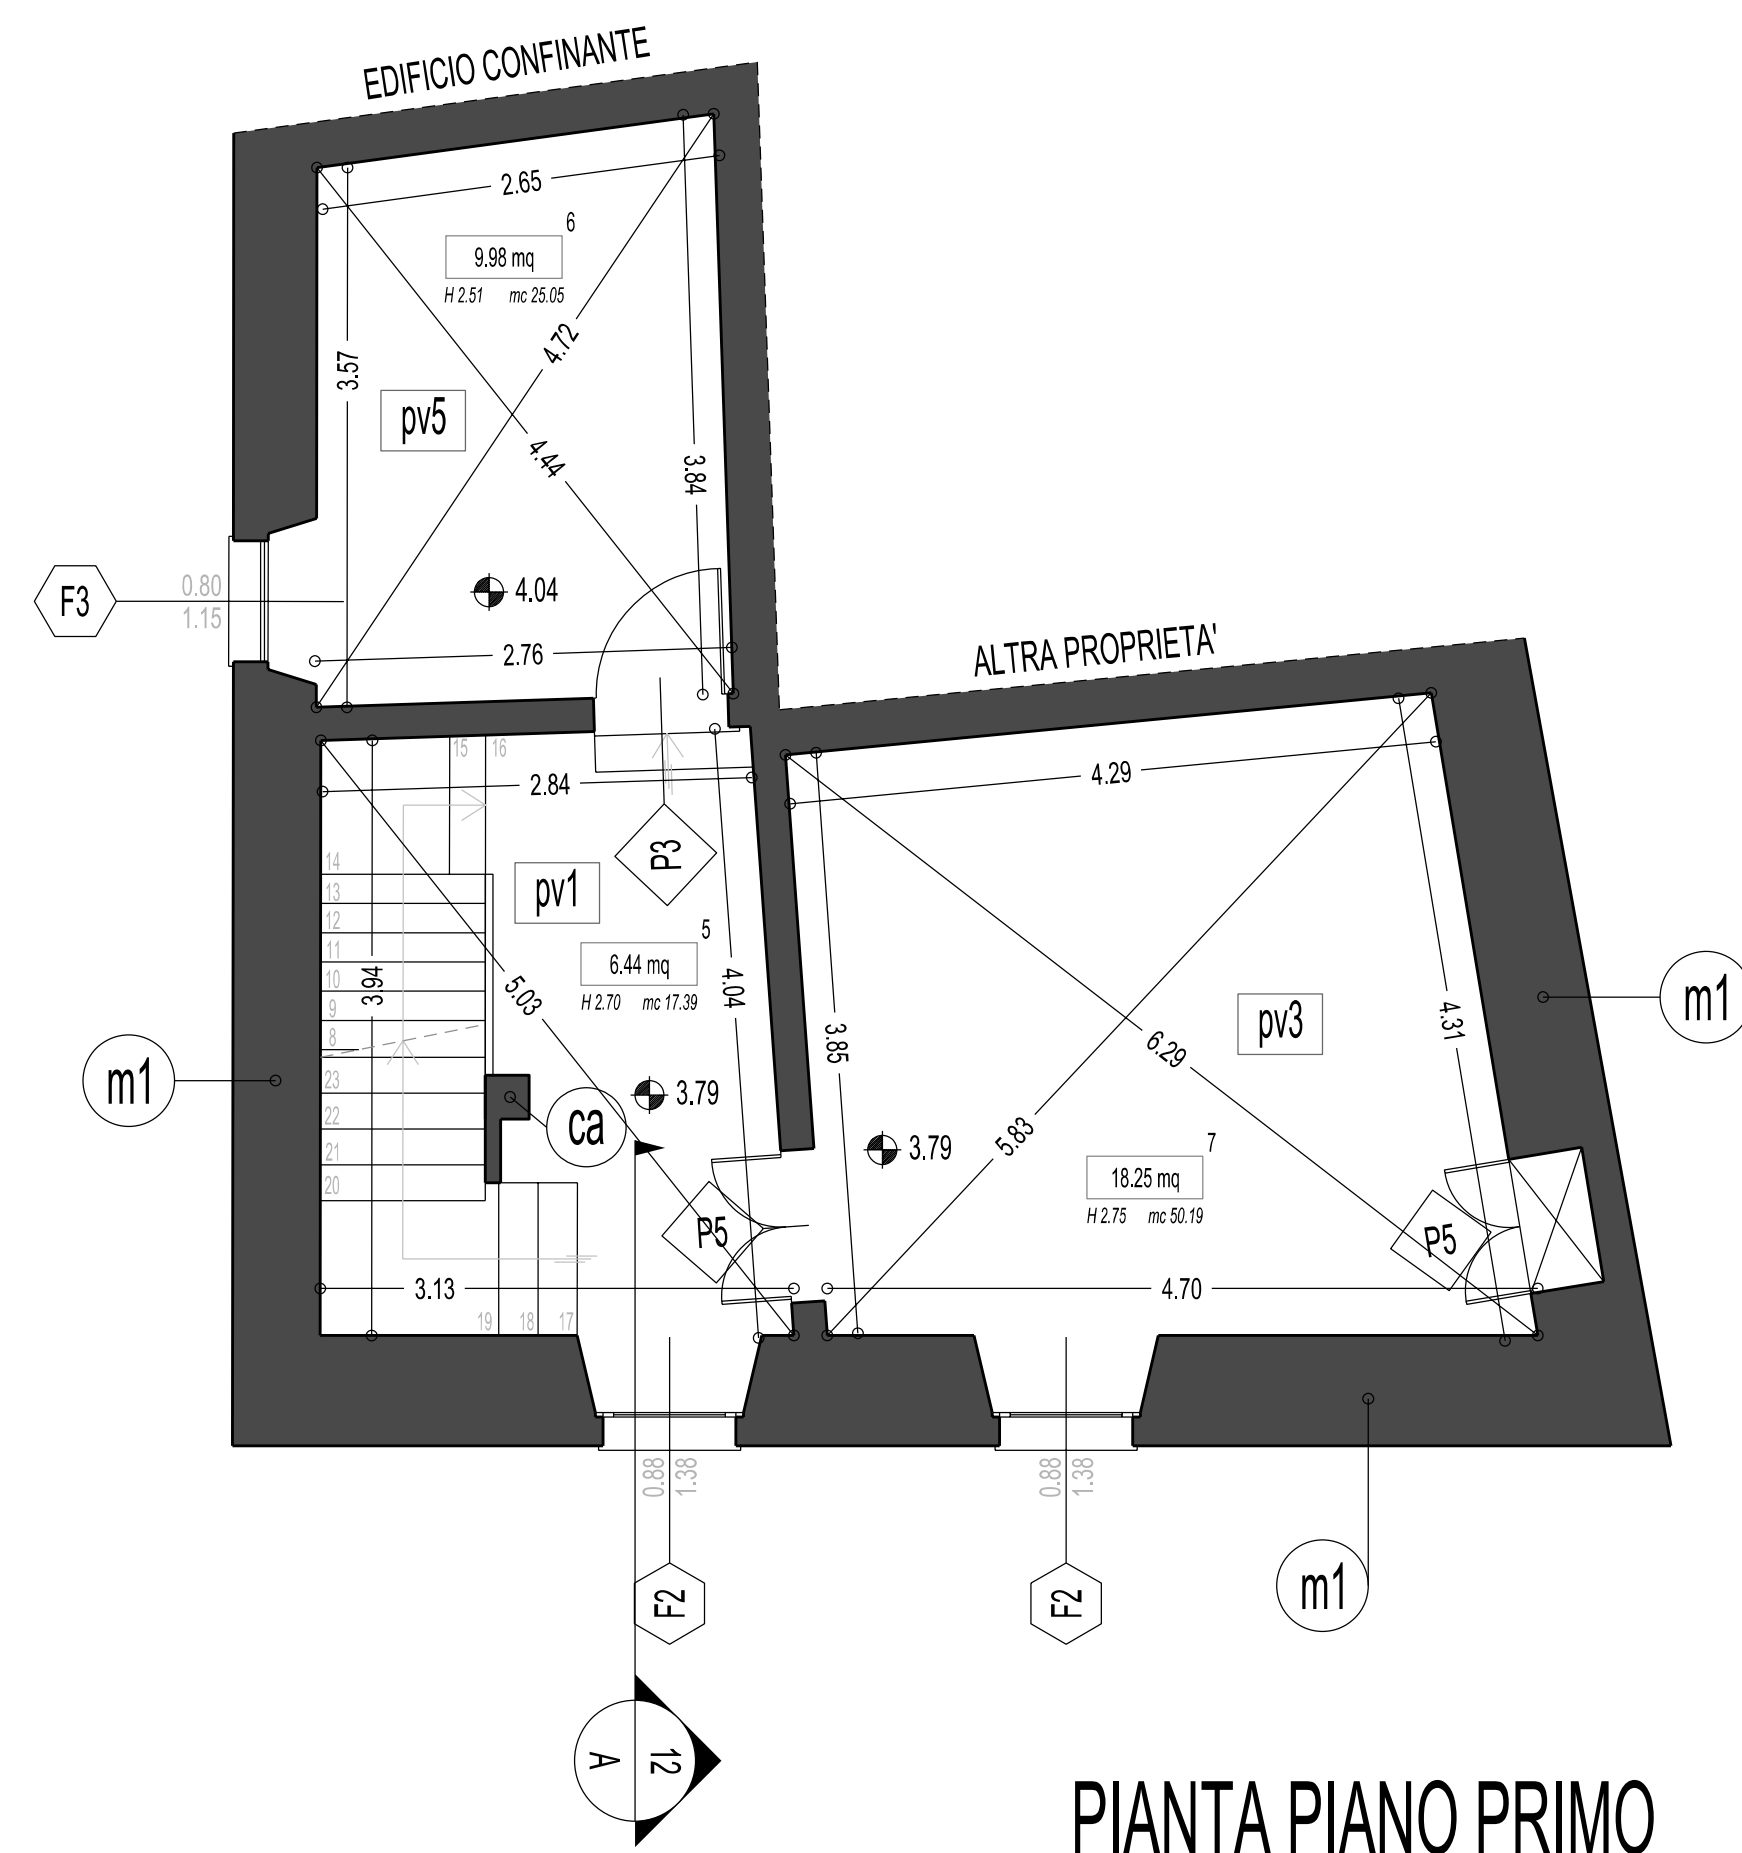 EDIFICIO CONFINANTE
2.65
6
9.98 mq
H 2.51 mc 25.05
4.72
3.57
pv5
4.44
3.84
F3
0.80
1.15
4.04
2.76
ALTRA PROPRIETA'
15 16
2.84
4.29
P3
14
13
12
11
10
9
8
23
22
21
20
pv1
5
6.44 mq
H 2.70 mc 17.39
3.94
5.03
4.04
3.85
6.29
pv3
4.31
m1
m1
ca
3.79
3.79
5.83
7
18.25 mq
H 2.75 mc 50.19
P5
P5
3.13
4.70
19 18 17
0.88
1.38
0.88
1.38
F2
F2
m1
A
12
PIANTA PIANO PRIMO